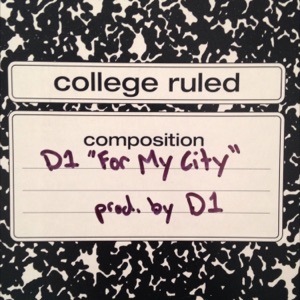 college ruled
composition
D1 "For My City"
prod. by D1